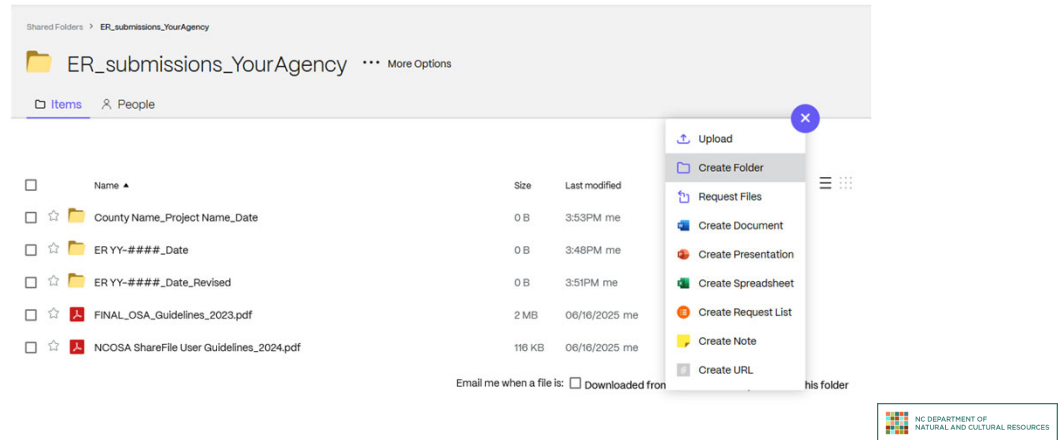 Shared Folders > ER_submissions_YourAgency
ER_submissions_YourAgency ••• More Options
Items People
Upload
Create Folder
Request Files
Create Document
Create Presentation
Create Spreadsheet
Create Request List
Create Note
Create URL
Name ▲ Size Last modified
County Name_Project Name_Date 0 B 3:53PM me
ER YY-####_Date 0 B 3:48PM me
ER YY-####_Date_Revised 0 B 3:51PM me
FINAL_OSA_Guidelines_2023.pdf 2 MB 06/16/2025 me
NCOSA ShareFile User Guidelines_2024.pdf 116 KB 06/16/2025 me
Email me when a file is: Downloaded from this folder
NC DEPARTMENT OF
NATURAL AND CULTURAL RESOURCES